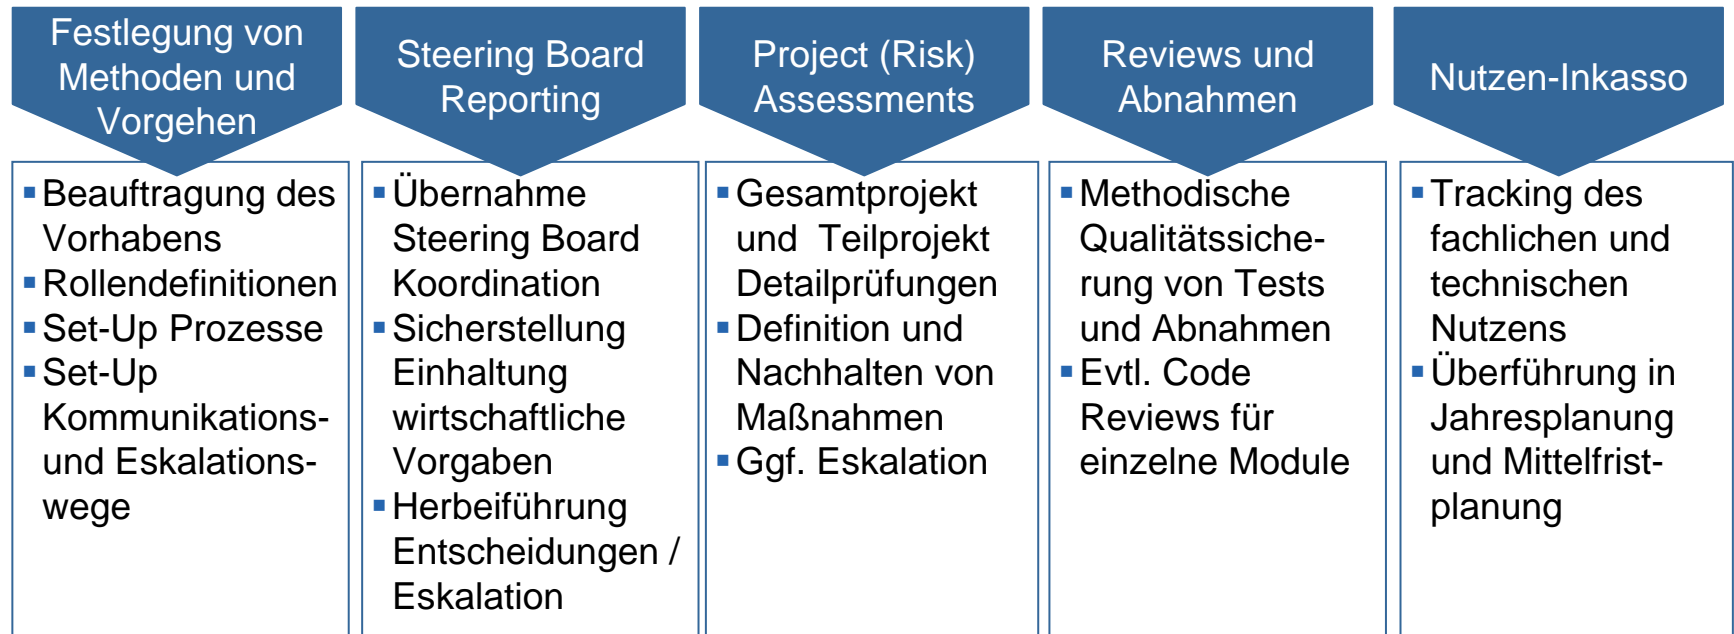 Festlegung von
Methoden und
Vorgehen
▪Beauftragung des
Vorhabens
▪Rollendefinitionen
▪Set-Up Prozesse
▪Set-Up
Kommunikations-
und Eskalations-
wege
Steering Board
Reporting
▪Übernahme
Steering Board
Koordination
▪Sicherstellung
Einhaltung
wirtschaftliche
Vorgaben
▪Herbeiführung
Entscheidungen /
Eskalation
Project (Risk)
Assessments
▪Gesamtprojekt
und Teilprojekt
Detailprüfungen
▪Definition und
Nachhalten von
Maßnahmen
▪Ggf. Eskalation
Reviews und
Abnahmen
▪Methodische
Qualitätssiche-
rung von Tests
und Abnahmen
▪Evtl. Code
Reviews für
einzelne Module
Nutzen-Inkasso
▪Tracking des
fachlichen und
technischen
Nutzens
▪Überführung in
Jahresplanung
und Mittelfrist-
planung